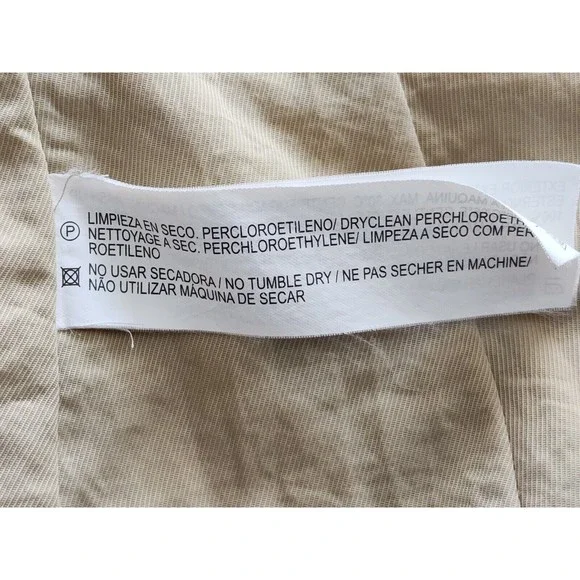 LIMPIEZA EN SECO. PERCLOROETILENO/ DRYCLEAN PERCHLOROETH
NETTOYAGE A SEC. PERCHLOROETHYLENE/ LIMPEZA A SECO COM PER
ROETILENO
P
NO USAR SECADORA / NO TUMBLE DRY / NE PAS SECHER EN MACHINE/
NÃO UTILIZAR MÁQUINA DE SECAR